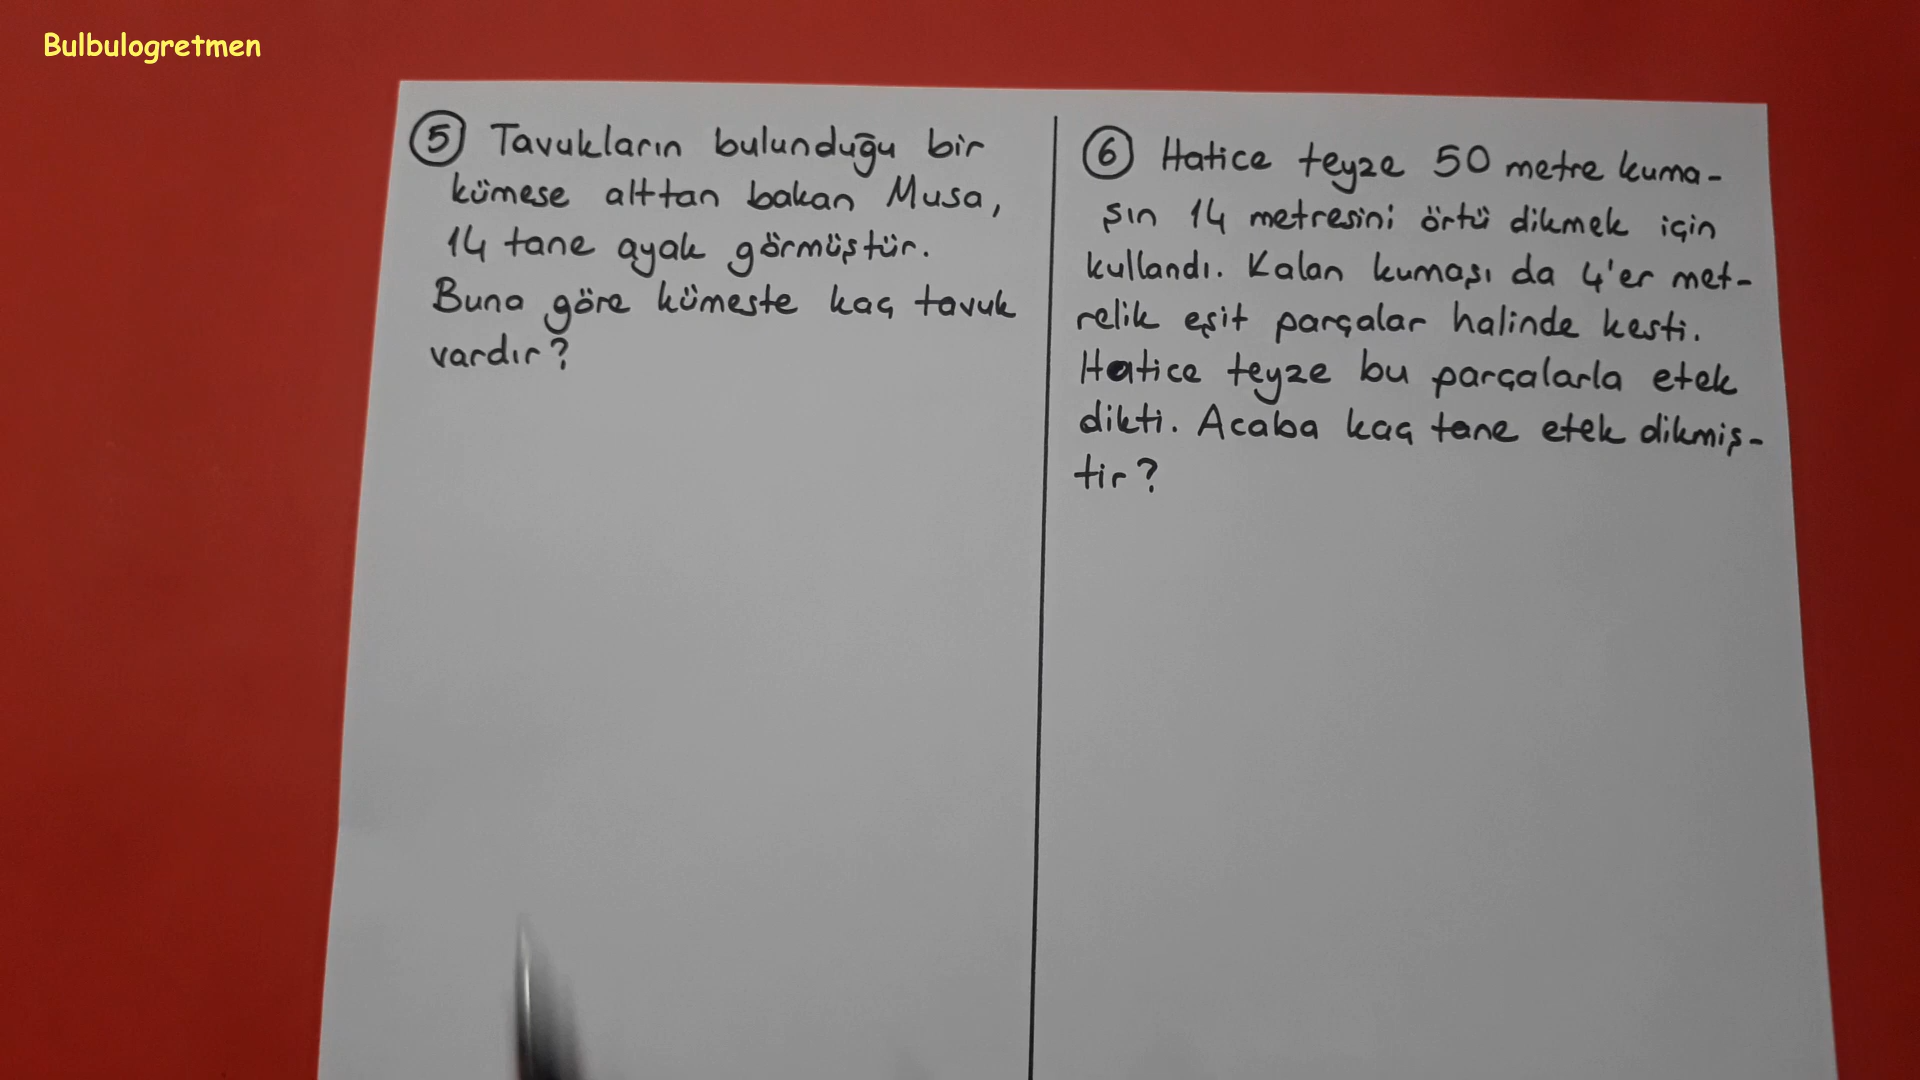 Bulbulogretmen
5 Tavukların bulunduğu bir
kümese alttan bakan Musa,
14 tane ayak görmüştür.
Buna göre kümeste kaç tavuk
vardır?
6 Hatice teyze 50 metre kuma-
şın 14 metresini örtü dikmek için
kullandı. Kalan kumaşı da 4'er met-
relik eşit parçalar halinde kesti.
Hatice teyze bu parçalarla etek
dikti. Acaba kaç tane etek dikmiş-
tir?